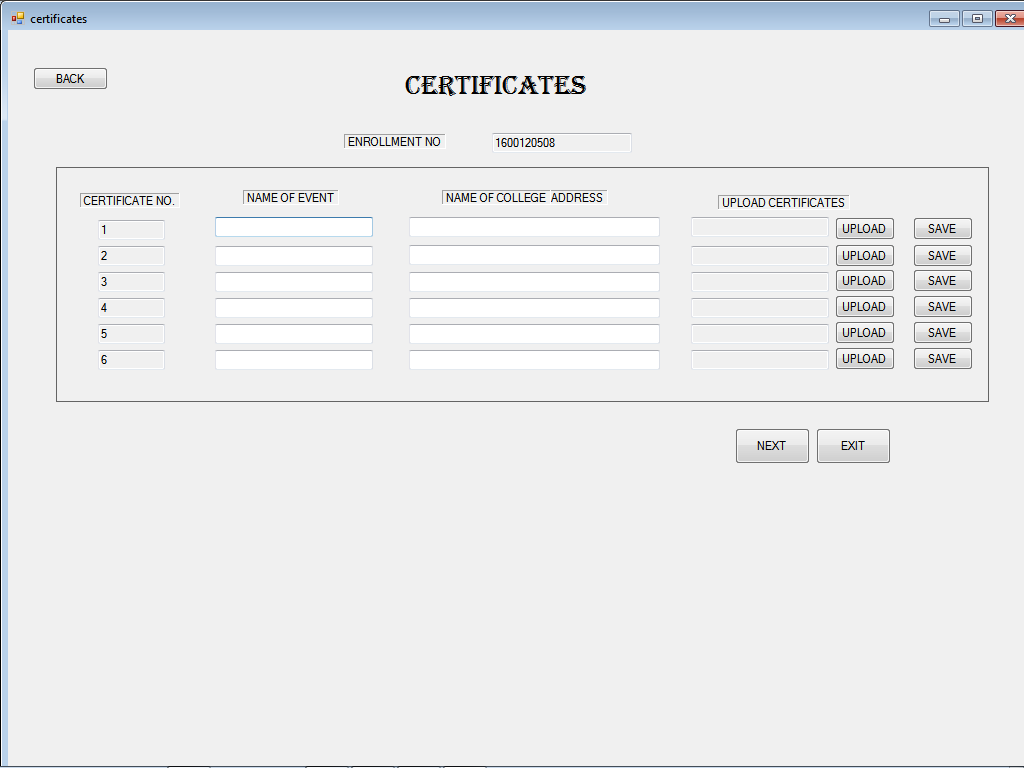 certificates
BACK
CERTIFICATES
ENROLLMENT NO 1600120508
CERTIFICATE NO. NAME OF EVENT NAME OF COLLEGE ADDRESS UPLOAD CERTIFICATES
1 UPLOAD SAVE
2 UPLOAD SAVE
3 UPLOAD SAVE
4 UPLOAD SAVE
5 UPLOAD SAVE
6 UPLOAD SAVE
NEXT EXIT